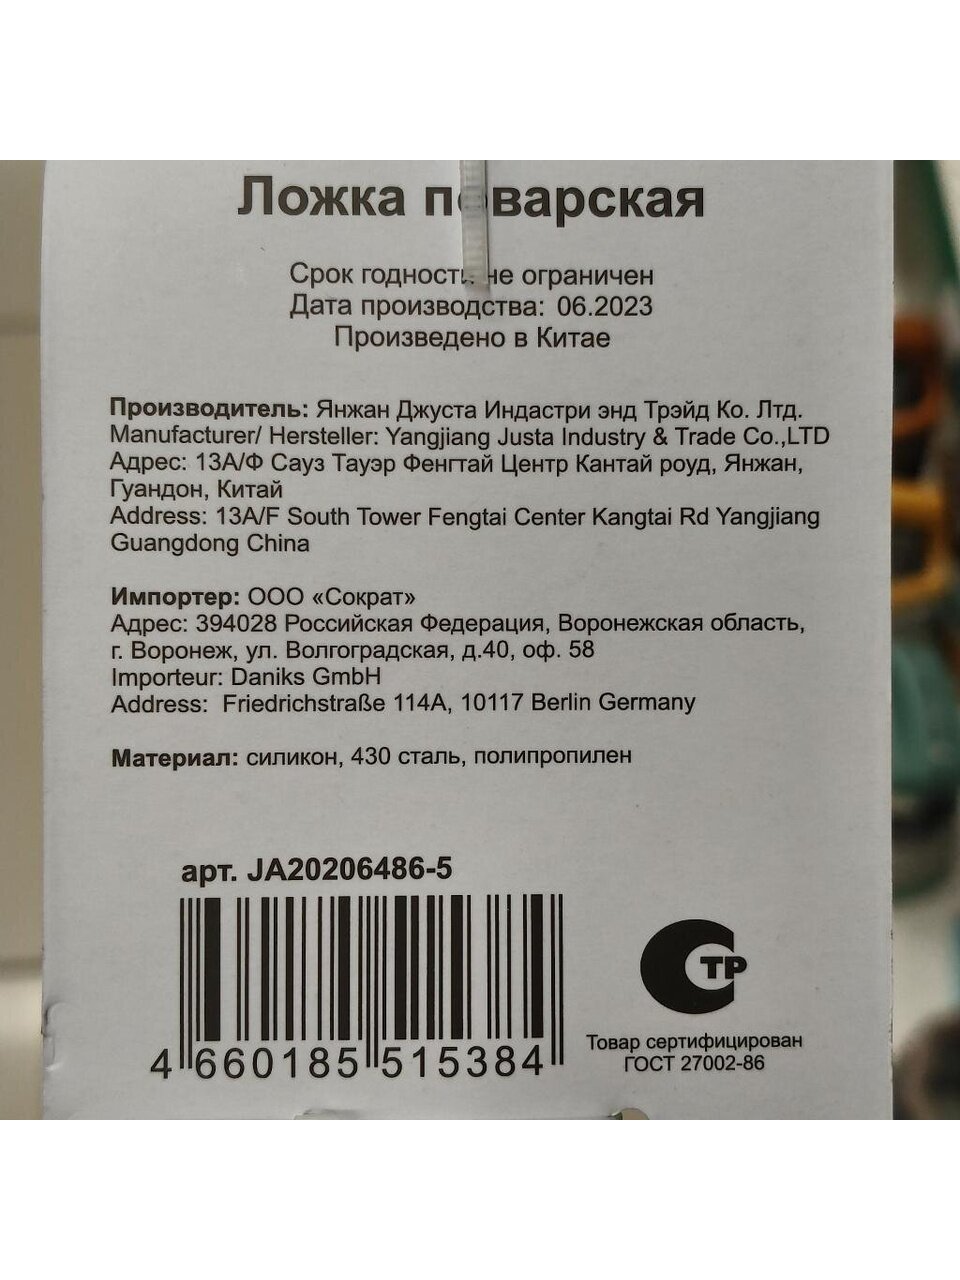 Ложка поварская
Срок годности не ограничен
Дата производства: 06.2023
Произведено в Китае
Производитель: Янжан Джуста Индастри энд Трэйд Ко. Лтд.
Manufacturer/ Hersteller: Yangjiang Justa Industry & Trade Co.,LTD
Адрес: 13А/Ф Сауз Тауэр Фенгтай Центр Кантай роуд, Янжан,
Гуандон, Китай
Address: 13A/F South Tower Fengtai Center Kangtai Rd Yangjiang
Guangdong China
Импортер: ООО «Сократ»
Адрес: 394028 Российская Федерация, Воронежская область,
г. Воронеж, ул. Волгоградская, д.40, оф. 58
Importeur: Daniks GmbH
Address: Friedrichstraße 114A, 10117 Berlin Germany
Материал: силикон, 430 сталь, полипропилен
арт. JA20206486-5
4 660185 515384
СТР
Товар сертифицирован
ГОСТ 27002-86